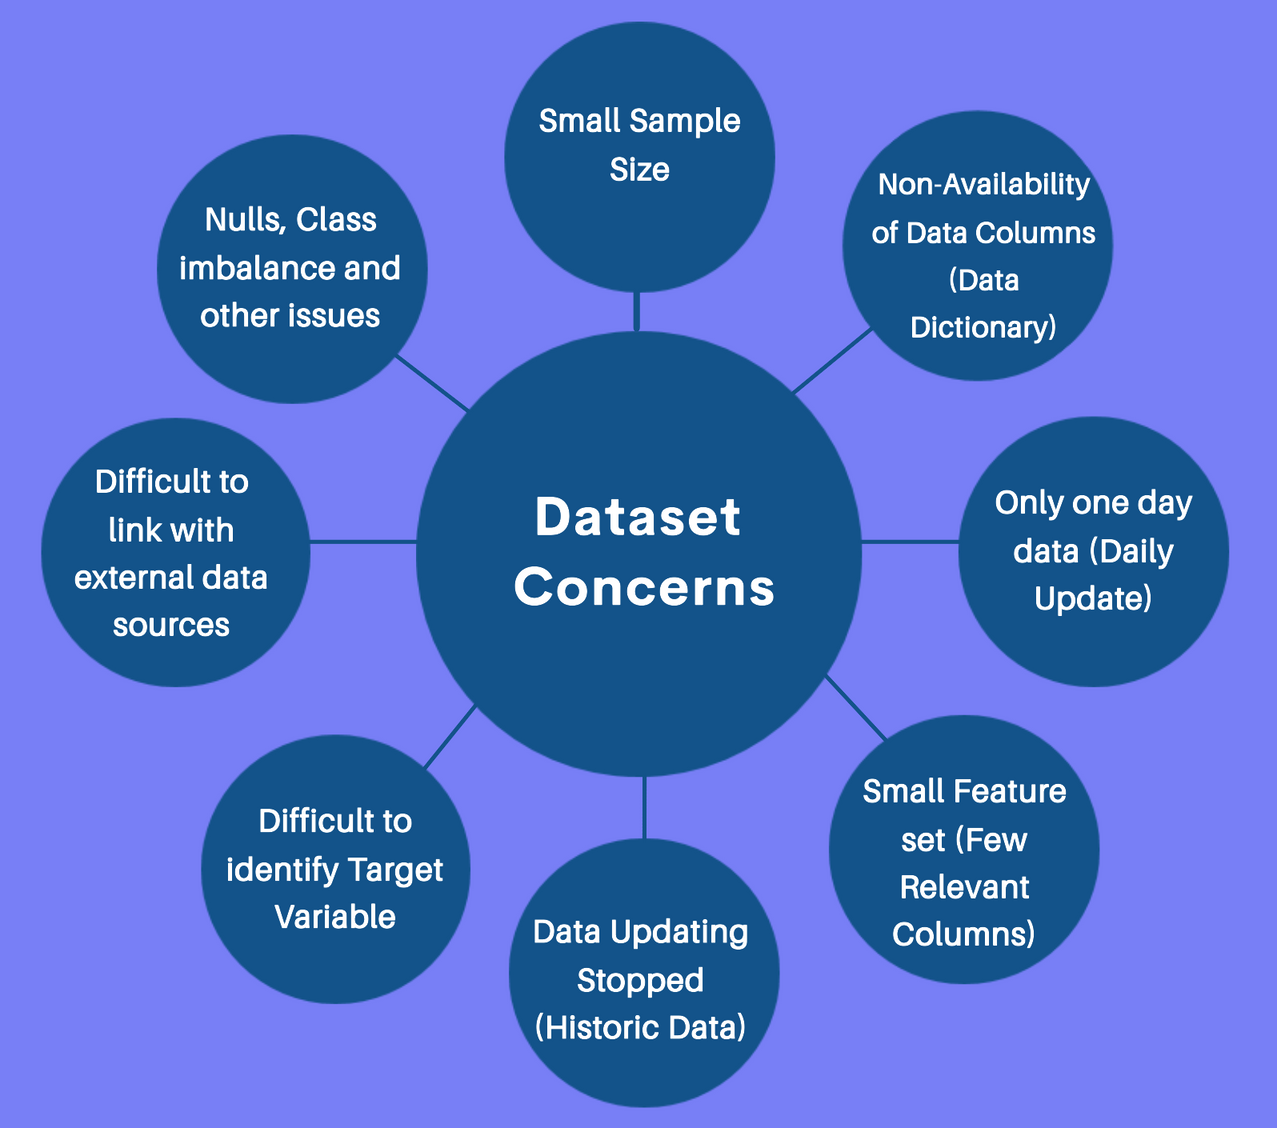 Small Sample
Size
Non-Availability
of Data Columns
(Data
Dictionary)
Only one day
data (Daily
Update)
Small Feature
set (Few
Relevant
Columns)
Data Updating
Stopped
(Historic Data)
Difficult to
identify Target
Variable
Difficult to
link with
external data
sources
Nulls, Class
imbalance and
other issues
Dataset
Concerns